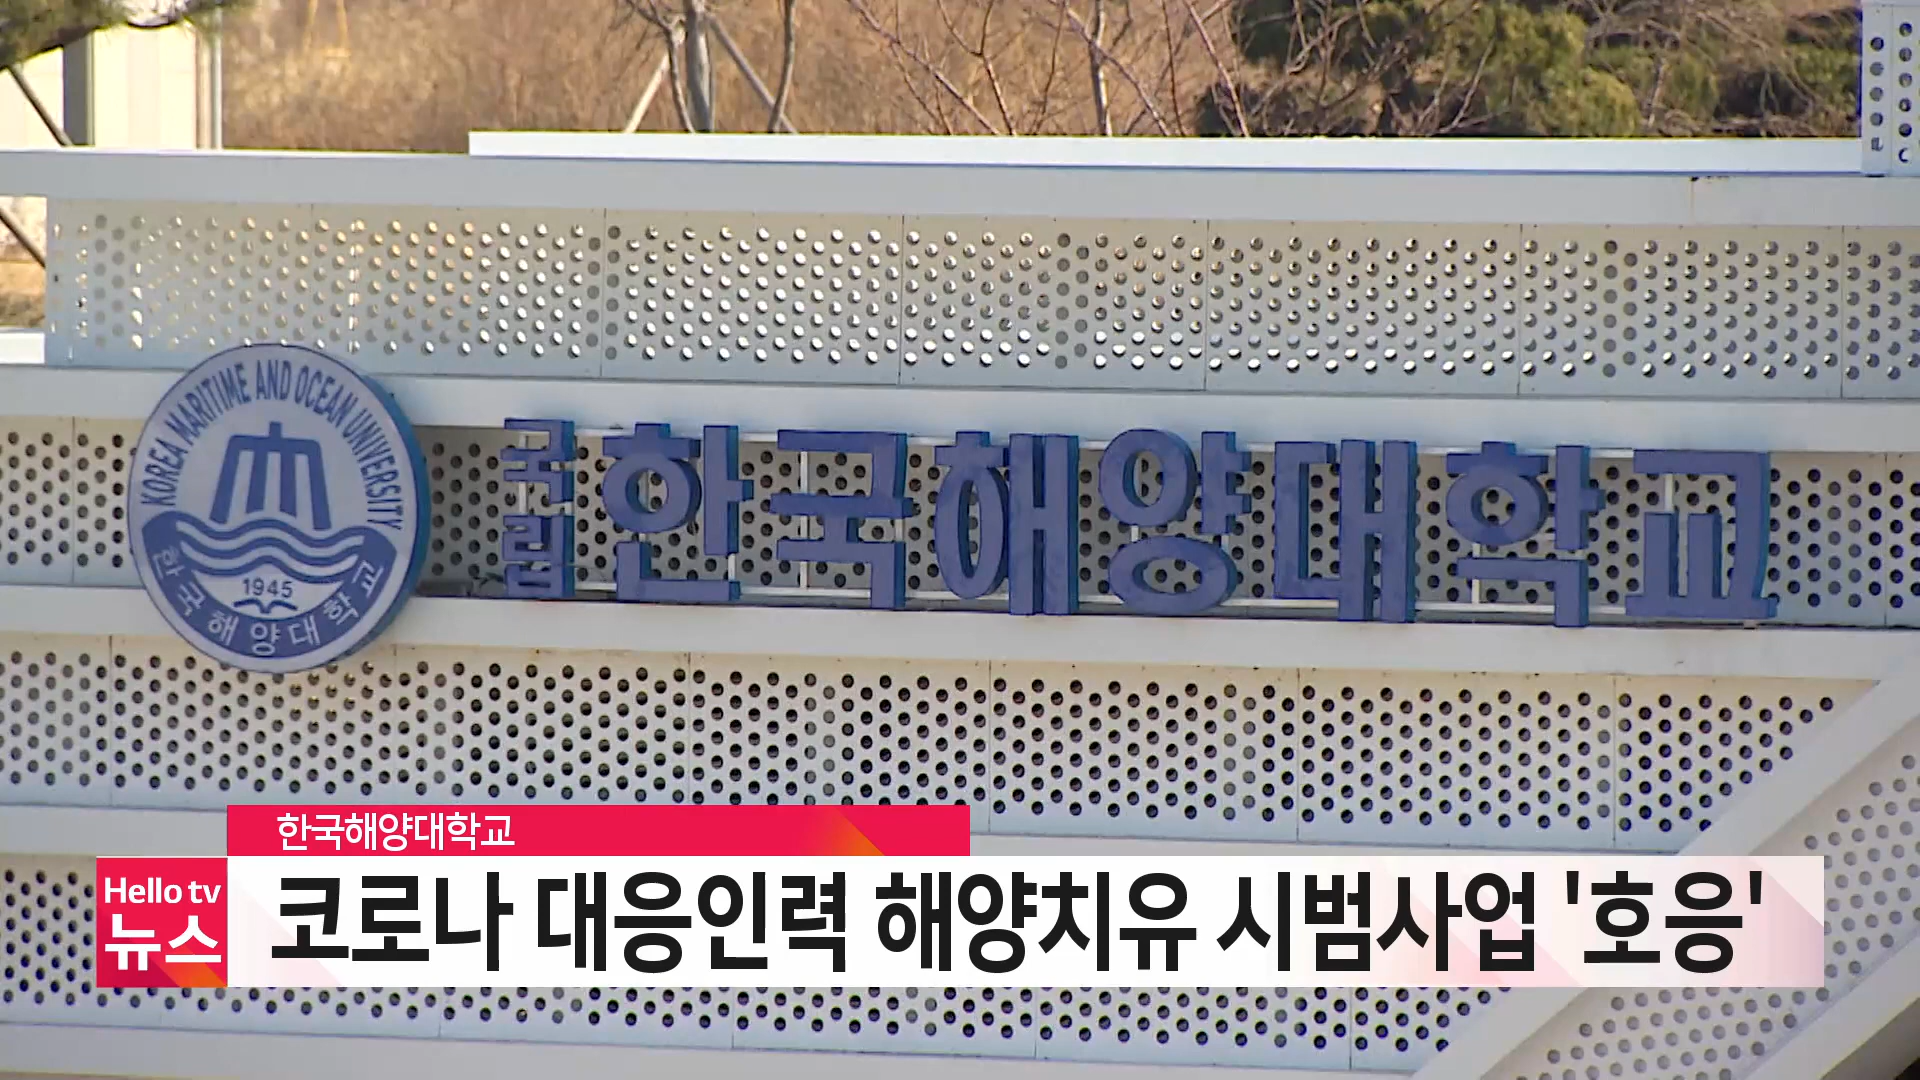 KOREA MARITIME AND OCEAN UNIVERSITY
1945
한국해양대학교
국립 한국해양대학교
한국해양대학교
Hello tv
뉴스
코로나 대응인력 해양치유 시범사업 '호응'